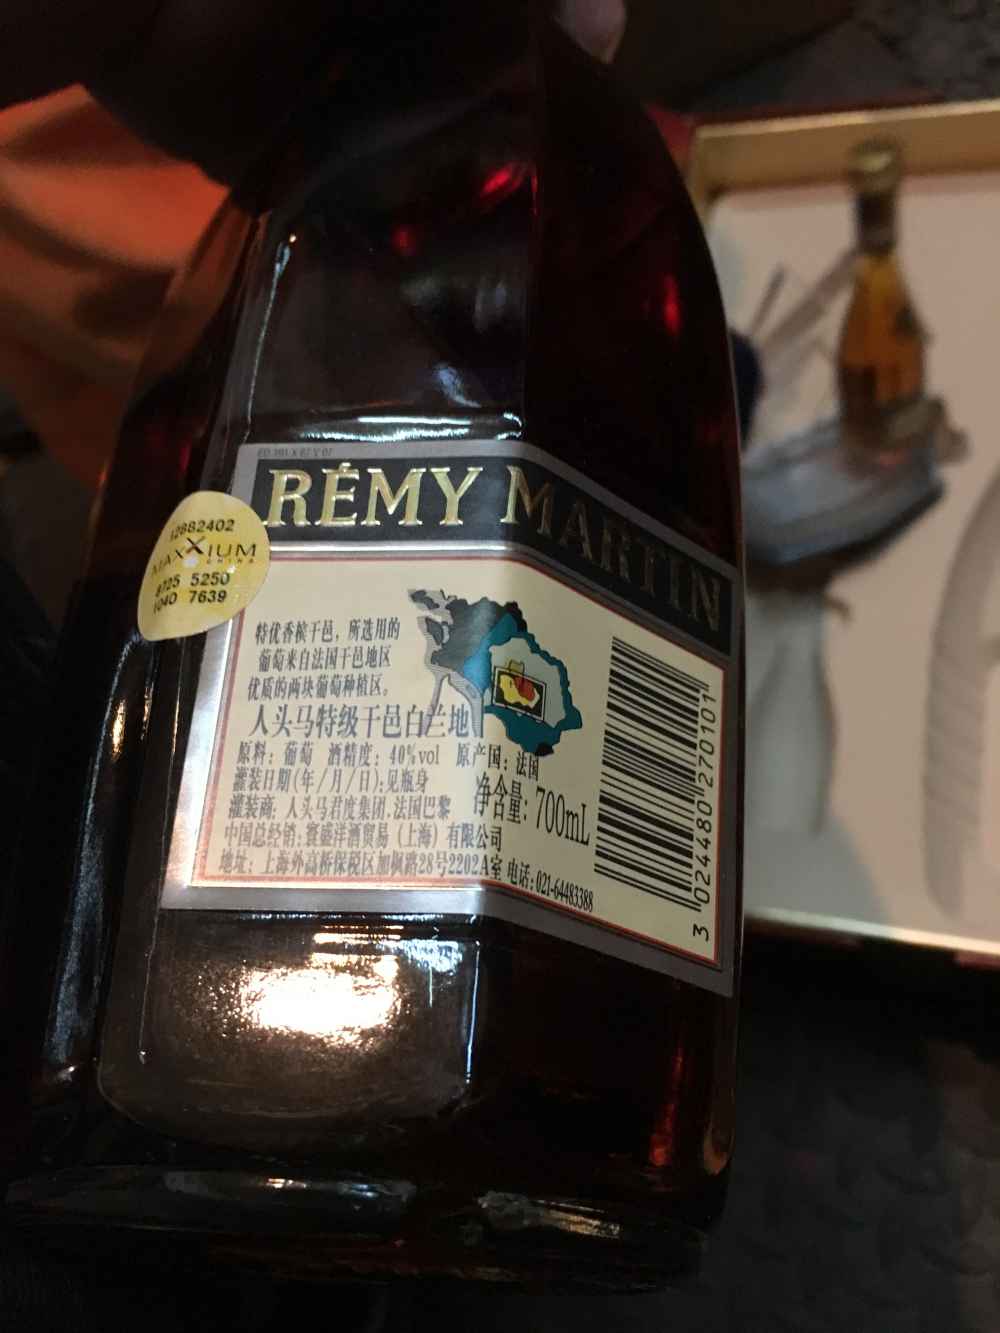 RÉMY MARTIN
12882402
MAXXIUM
CHINA
8725 5250
1040 7639
特优香槟干邑，所选用的
葡萄来自法国干邑地区
优质的两块葡萄种植区。
人头马特级干邑白兰地
原料：葡萄 酒精度：40%vol 原产国：法国
灌装日期(年/月/日):见瓶身
净含量: 700mL
灌装商: 人头马君度集团.法国巴黎
中国总经销: 寰盛洋酒贸易（上海）有限公司
地址：上海外高桥保税区加枫路28号2202A室 电话: 021-64483388
3 024480 270101